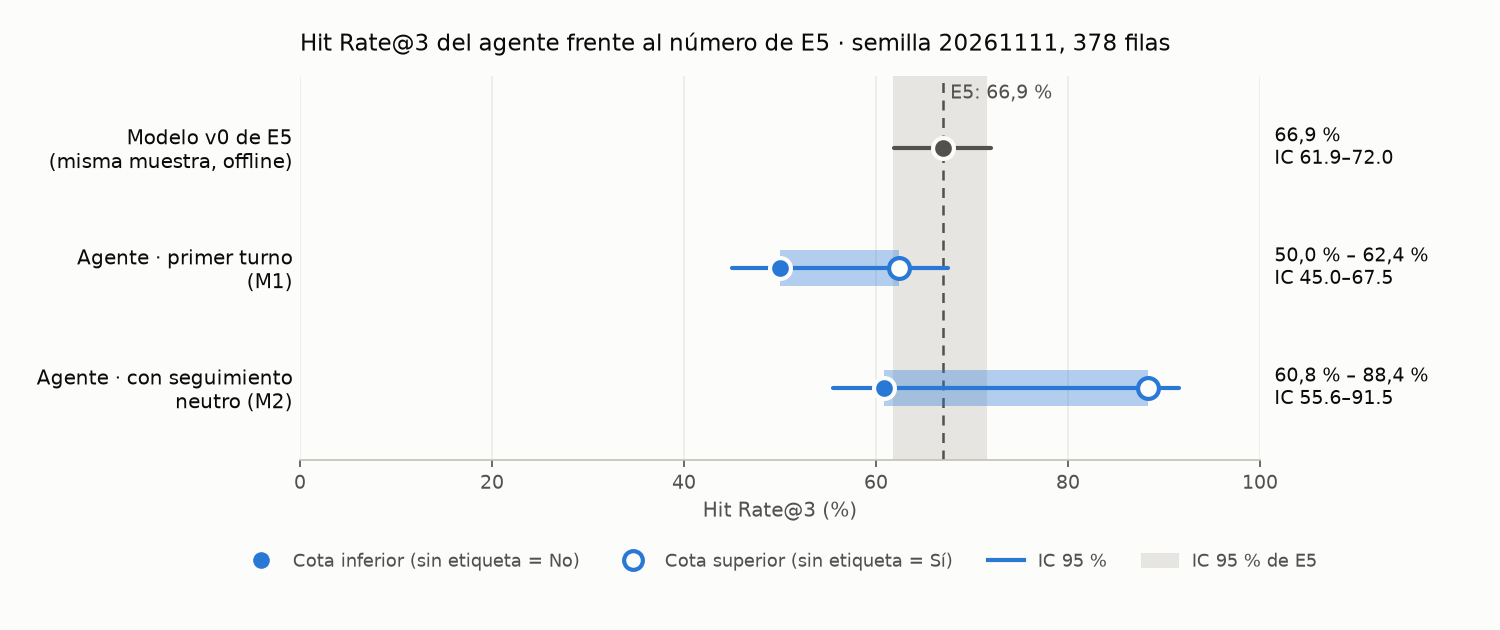 Hit Rate@3 del agente frente al número de E5 · semilla 20261111, 378 filas
E5: 66,9 %
Modelo v0 de E5
(misma muestra, offline)
66,9 %
IC 61.9–72.0
Agente · primer turno
(M1)
50,0 % – 62,4 %
IC 45.0–67.5
Agente · con seguimiento
neutro (M2)
60,8 % – 88,4 %
IC 55.6–91.5
0 20 40 60 80 100
Hit Rate@3 (%)
Cota inferior (sin etiqueta = No) Cota superior (sin etiqueta = Sí) IC 95 % IC 95 % de E5